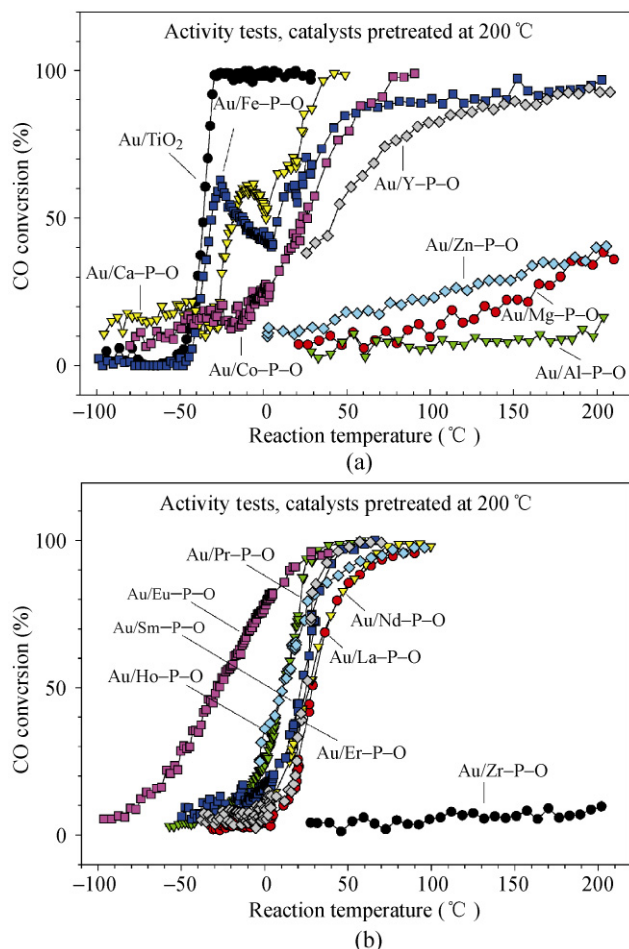 Activity tests, catalysts pretreated at 200 ℃
100
Au/Fe–P–O
Au/TiO2
Au/Y–P–O
50
CO conversion (%)
Au/Zn–P–O
Au/Ca–P–O
Au/Mg–P–O
Au/Co–P–O
Au/Al–P–O
0
–100 –50 0 50 100 150 200
Reaction temperature (℃)
(a)
Activity tests, catalysts pretreated at 200 ℃
100
Au/Pr–P–O
Au/Eu–P–O
Au/Nd–P–O
Au/Sm–P–O
Au/La–P–O
Au/Ho–P–O
50
CO conversion (%)
Au/Er–P–O
Au/Zr–P–O
0
–100 –50 0 50 100 150 200
Reaction temperature (℃)
(b)